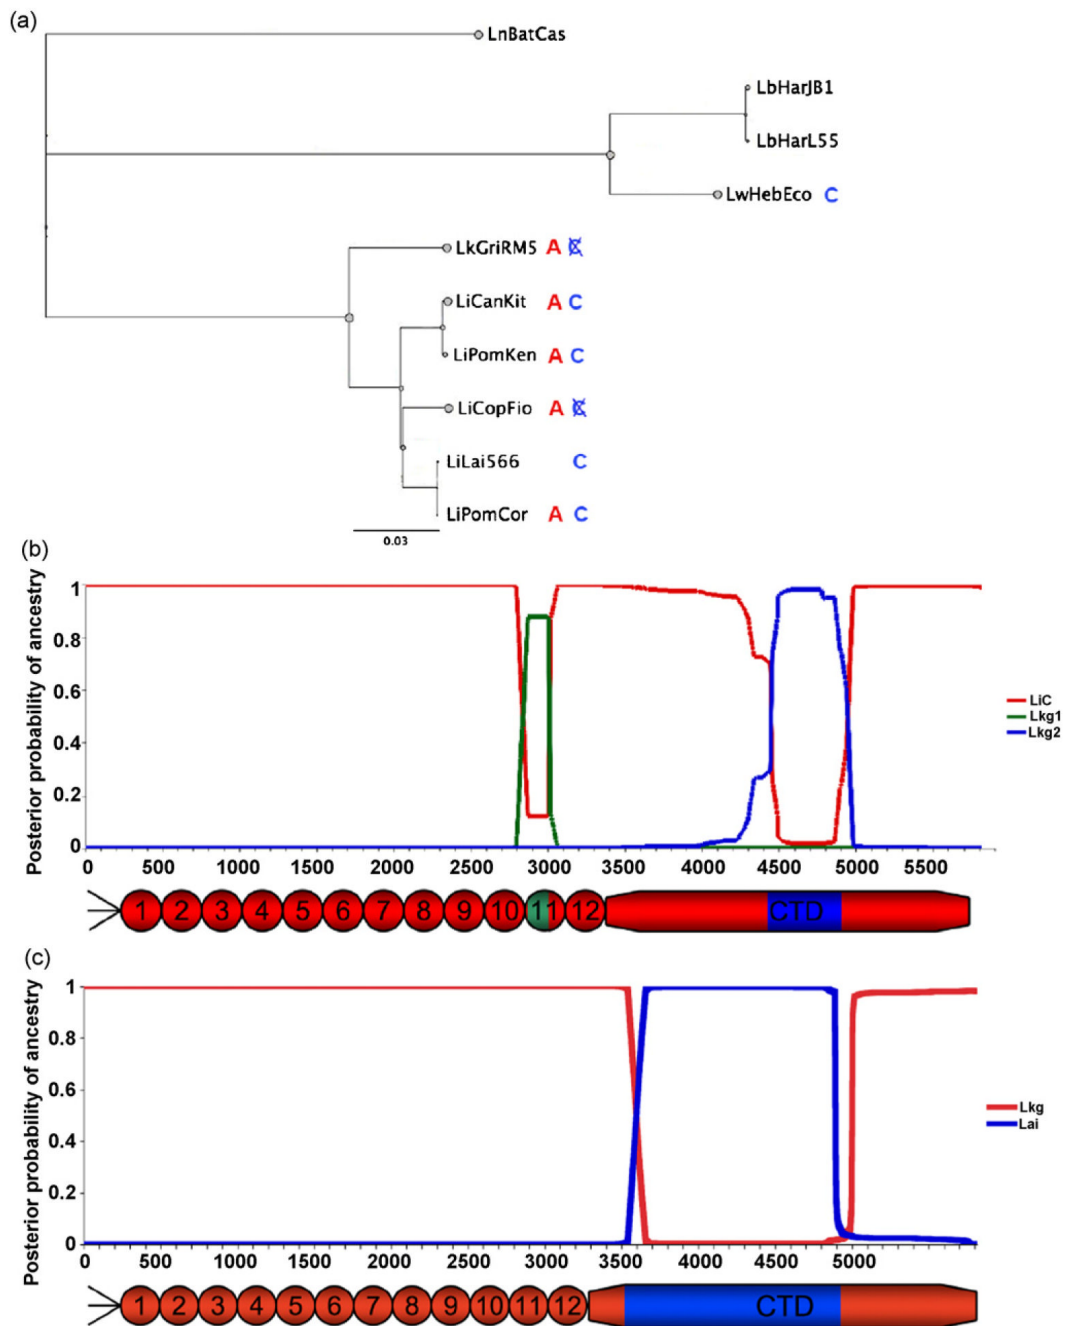 (a)
LnBatCas
LbHarJB1
LbHarL55
LwHebEco C
LkGriRM5 A C
LiCanKit A C
LiPomKen A C
LiCopFio A C
LiLai566 C
LiPomCor A C
0.03
(b)
Posterior probability of ancestry
1
0.8
0.6
0.4
0.2
0
0 500 1000 1500 2000 2500 3000 3500 4000 4500 5000 5500
LiC
Lkg1
Lkg2
1 2 3 4 5 6 7 8 9 10 11 12 CTD
(c)
Posterior probability of ancestry
1
0.8
0.6
0.4
0.2
0
0 500 1000 1500 2000 2500 3000 3500 4000 4500 5000
Lkg
Lai
1 2 3 4 5 6 7 8 9 10 11 12 CTD